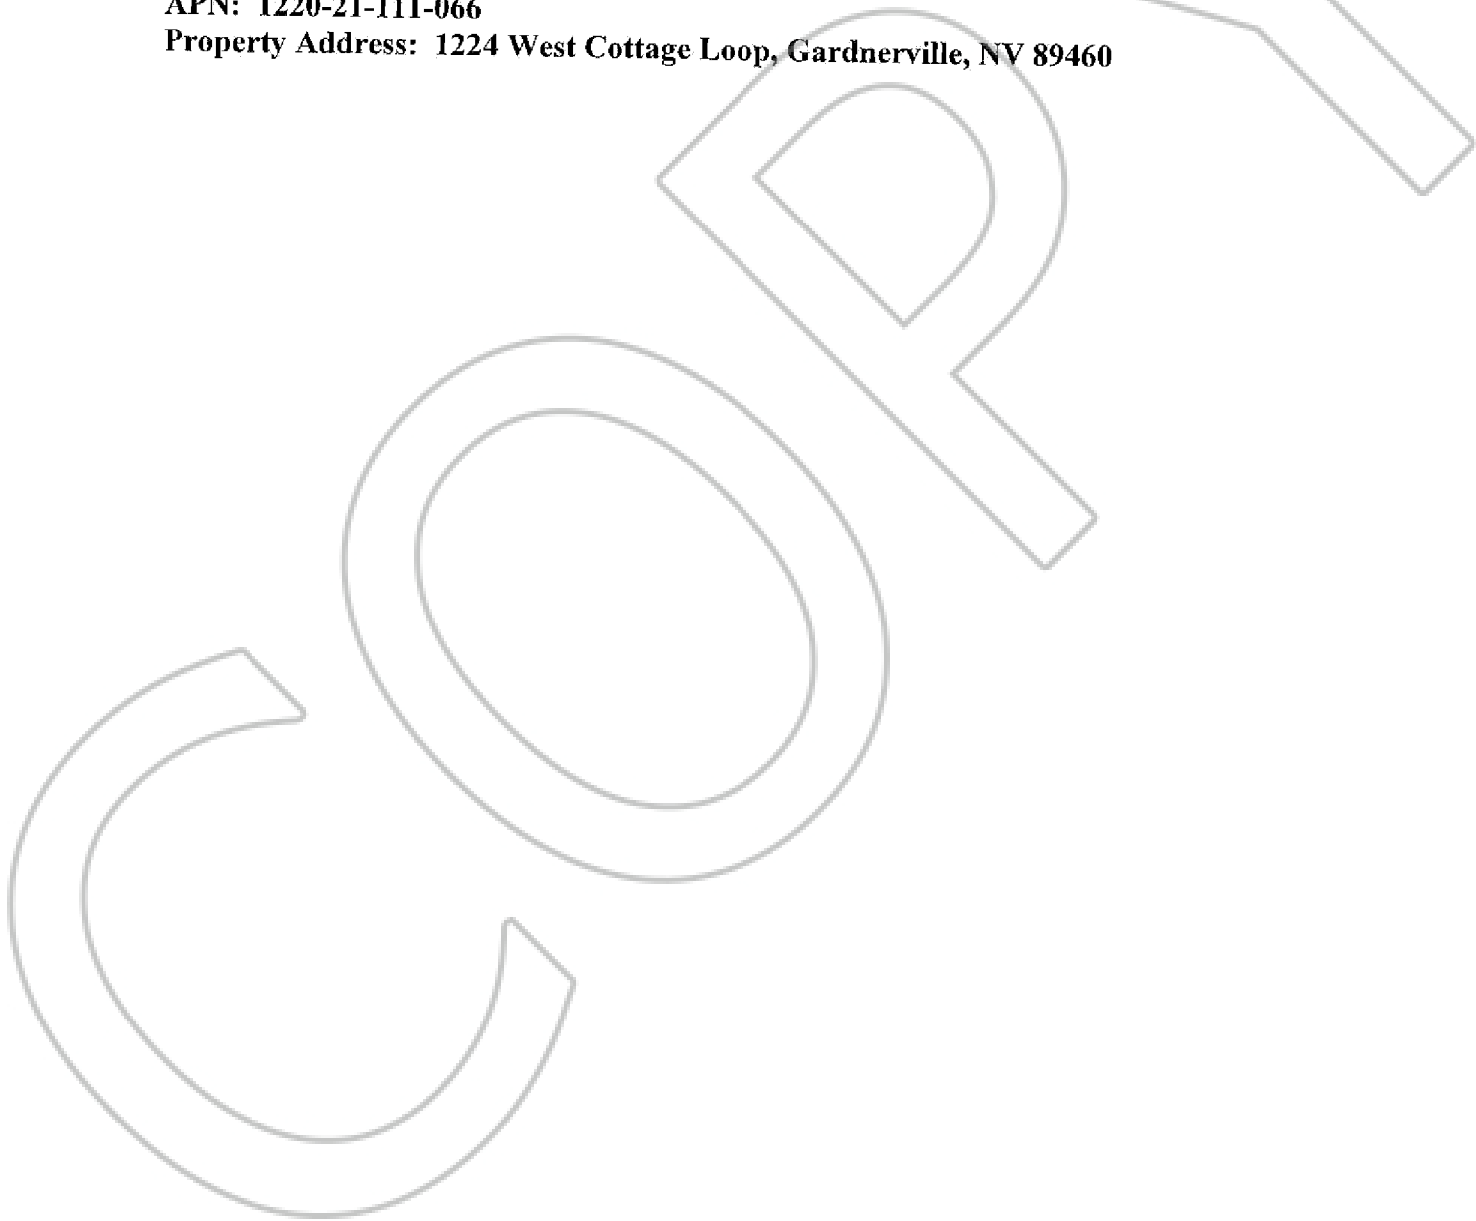 APN: 1220-21-111-066
Property Address: 1224 West Cottage Loop, Gardnerville, NV 89460
COPY